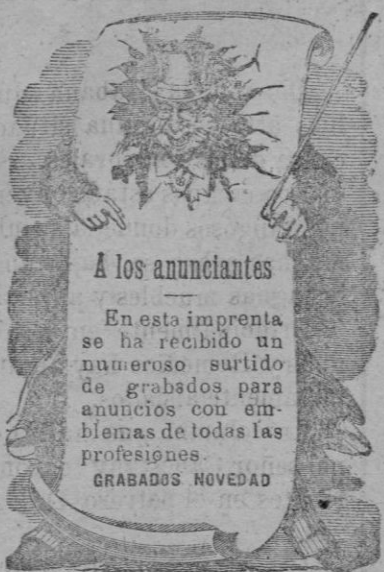 A los anunciantes
En esta imprenta
se ha recibido un
numeroso surtido
de grabados para
anuncios con em-
blemas de todas las
profesiones.
GRABADOS NOVEDAD